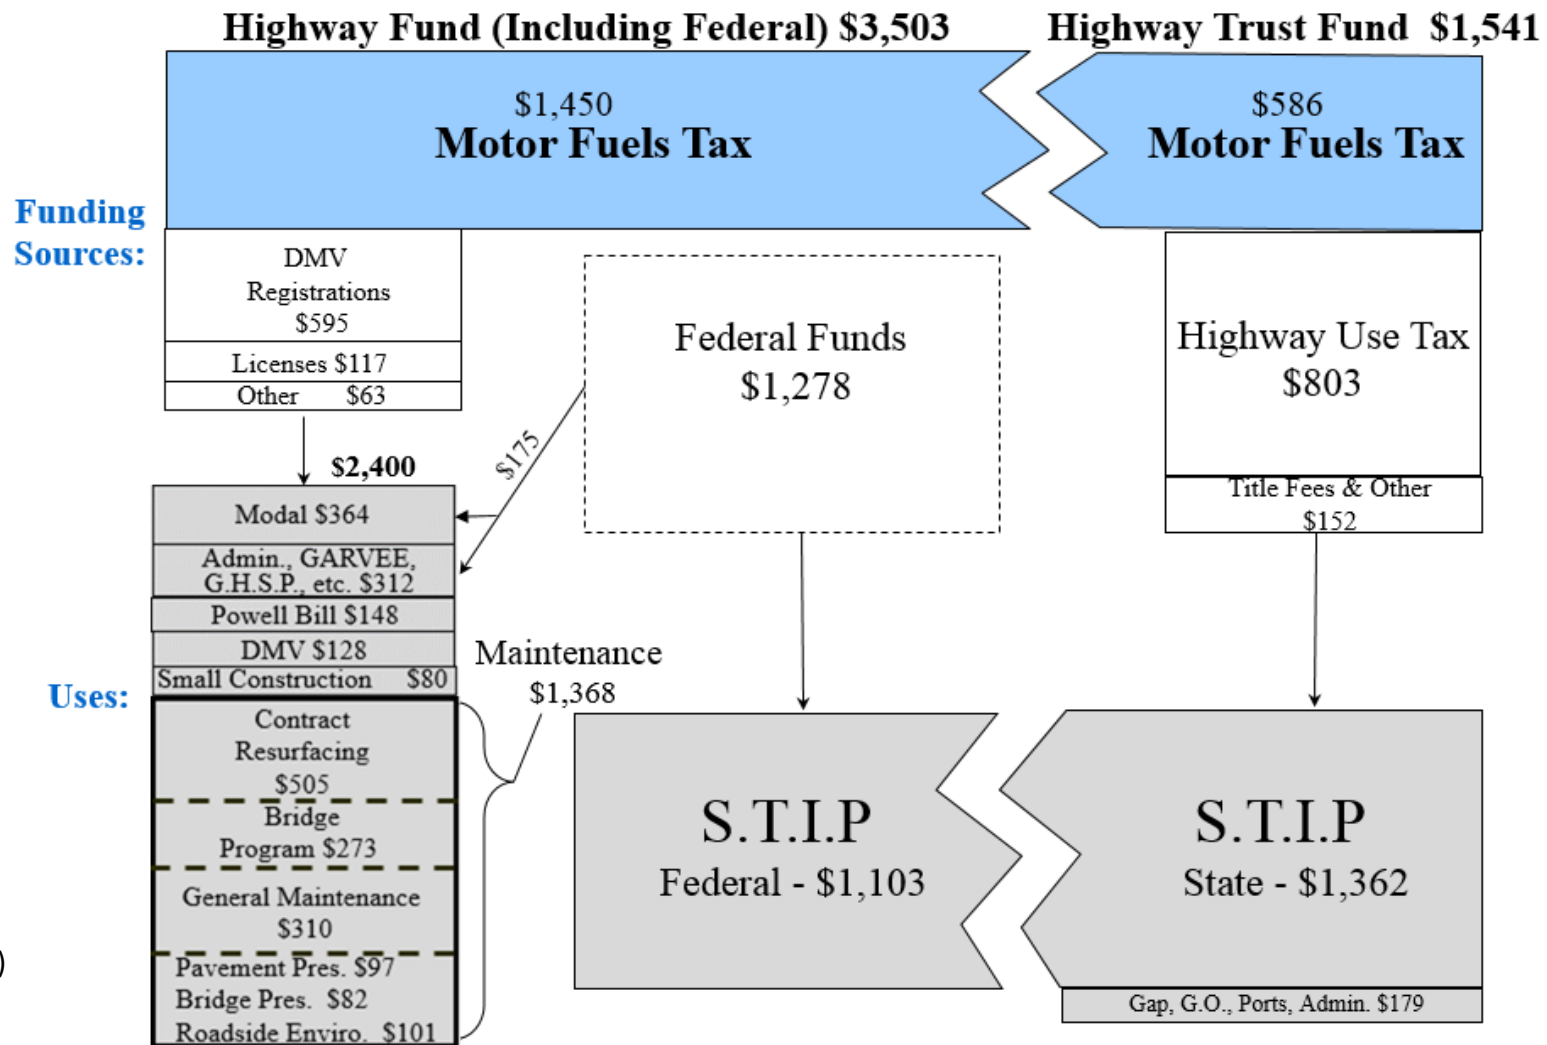 Highway Fund (Including Federal) $3,503
Highway Trust Fund $1,541
$1,450
Motor Fuels Tax
$586
Motor Fuels Tax
Funding
Sources:
DMV
Registrations
$595
Licenses $117
Other $63
Federal Funds
$1,278
Highway Use Tax
$803
Title Fees & Other
$152
$175
$2,400
Modal $364
Admin., GARVEE,
G.H.S.P., etc. $312
Powell Bill $148
DMV $128
Small Construction $80
Uses:
Maintenance
$1,368
Contract
Resurfacing
$505
Bridge
Program $273
General Maintenance
$310
Pavement Pres. $97
Bridge Pres. $82
Roadside Enviro. $101
)
S.T.I.P
Federal - $1,103
S.T.I.P
State - $1,362
Gap, G.O., Ports, Admin. $179